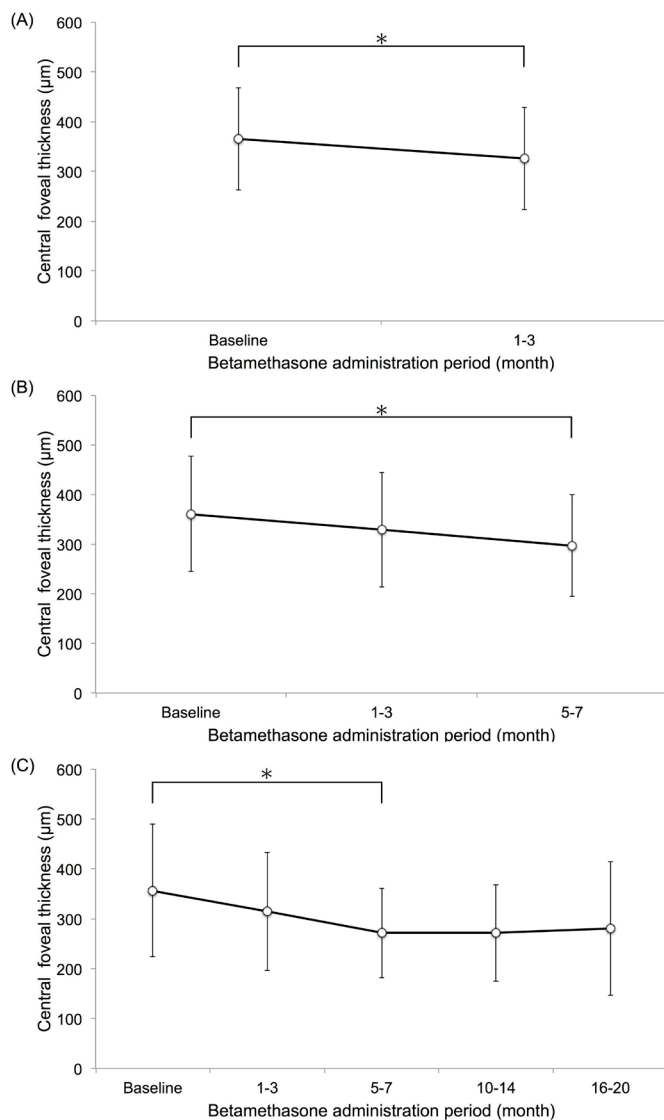 (A)
600
500
400
300
200
100
0
Central foveal thickness (μm)
*
Baseline 1-3
Betamethasone administration period (month)
(B)
600
500
400
300
200
100
0
Central foveal thickness (μm)
*
Baseline 1-3 5-7
Betamethasone administration period (month)
(C)
600
500
400
300
200
100
0
Central foveal thickness (μm)
*
Baseline 1-3 5-7 10-14 16-20
Betamethasone administration period (month)